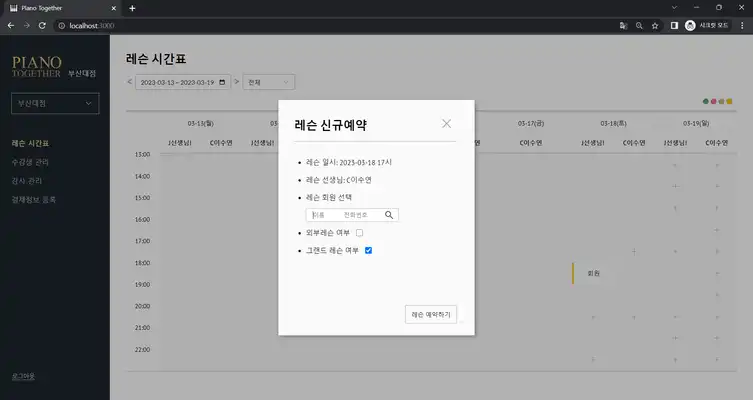 Piano Together
localhost:3000
시크릿 모드
PIANO
TOGETHER 부산대점
부산대점
레슨 시간표
수강생 관리
강사 관리
결제정보 등록
로그아웃
레슨 시간표
< 2023-03-13 ~ 2023-03-19 > 전체
03-13(월) 03-17(금) 03-18(토) 03-19(일)
J선생님! C이수연 J선생님! C이수연 J선생님! C이수연 J선생님! C이수연
13:00
14:00
15:00
16:00
17:00
18:00
19:00
20:00
21:00
22:00
회원
레슨 신규예약
레슨 일시: 2023-03-18 17시
레슨 선생님: C이수연
레슨 회원 선택
이름 전화번호
외부레슨 여부
그랜드 레슨 여부
레슨 예약하기